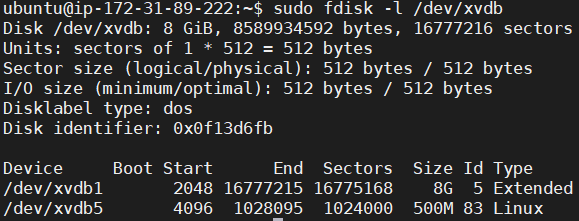 ubuntu@ip-172-31-89-222:~$ sudo fdisk -l /dev/xvdb
Disk /dev/xvdb: 8 GiB, 8589934592 bytes, 16777216 sectors
Units: sectors of 1 * 512 = 512 bytes
Sector size (logical/physical): 512 bytes / 512 bytes
I/O size (minimum/optimal): 512 bytes / 512 bytes
Disklabel type: dos
Disk identifier: 0x0f13d6fb

Device     Boot Start      End  Sectors  Size Id Type
/dev/xvdb1       2048 16777215 16775168    8G  5 Extended
/dev/xvdb5       4096  1028095  1024000  500M 83 Linux